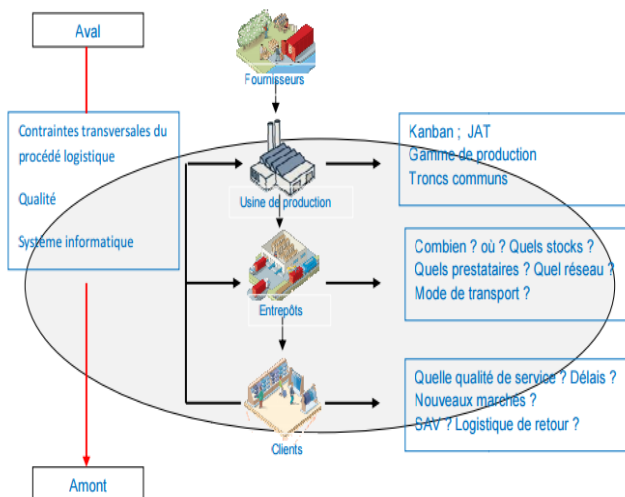 Aval
Fournisseurs
Contraintes transversales du
procédé logistique
Qualité
Système informatique
Usine de production
Kanban ; JAT
Gamme de production
Troncs communs
Entrepôts
Combien ? où ? Quels stocks ?
Quels prestataires ? Quel réseau ?
Mode de transport ?
Clients
Quelle qualité de service ? Délais ?
Nouveaux marchés ?
SAV ? Logistique de retour ?
Amont